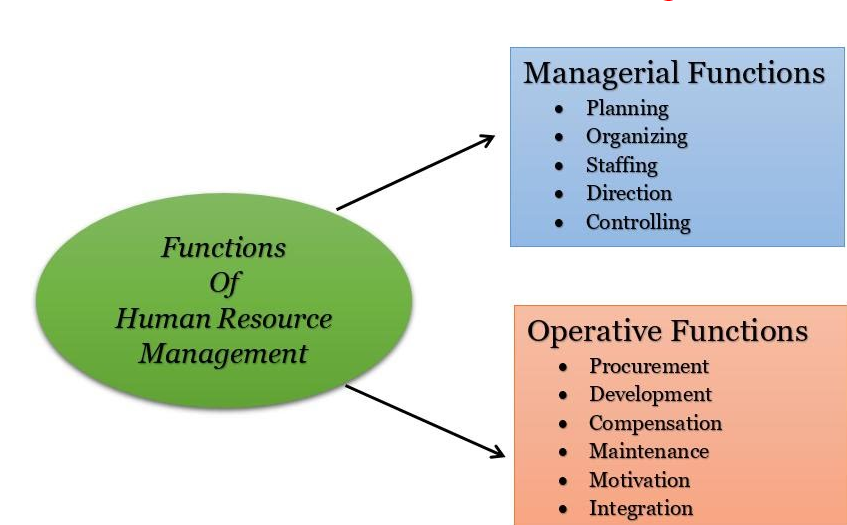 Functions
Of
Human Resource
Management
Managerial Functions
• Planning
• Organizing
• Staffing
• Direction
• Controlling
Operative Functions
• Procurement
• Development
• Compensation
• Maintenance
• Motivation
• Integration